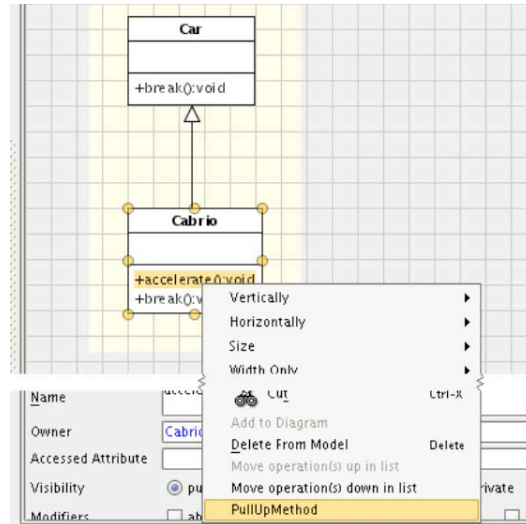 Car
+break():void
Cabrio
+accelerate():void
+break():v
Vertically
Horizontally
Size
Width Only
Name
Cut Ctrl-X
Add to Diagram
Owner Cabrio
Delete From Model Delete
Accessed Attribute
Move operation(s) up in list
Visibility pu
Move operation(s) down in list rivate
Modifiers ab
PullUpMethod